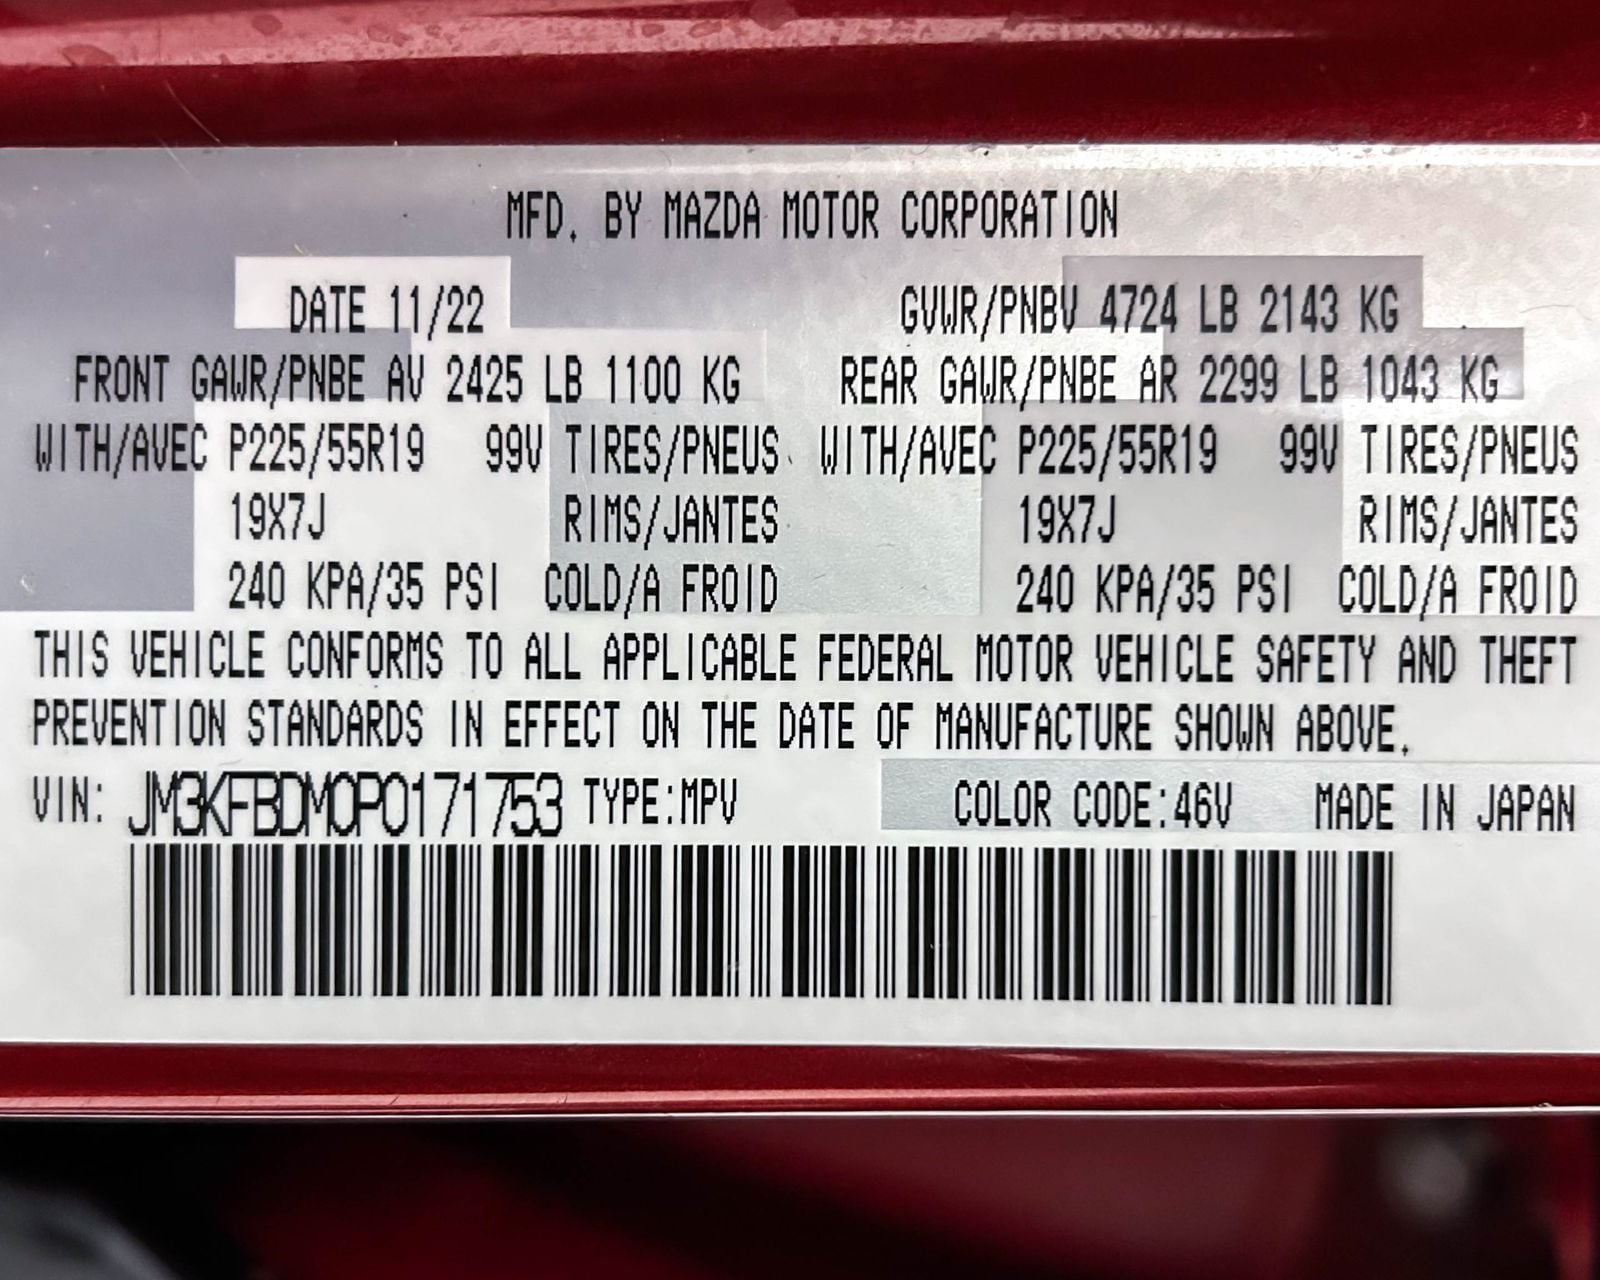 MFD. BY MAZDA MOTOR CORPORATION
DATE 11/22 GVWR/PNBV 4724 LB 2143 KG
FRONT GAWR/PNBE AV 2425 LB 1100 KG REAR GAWR/PNBE AR 2299 LB 1043 KG
WITH/AVEC P225/55R19 99V TIRES/PNEUS WITH/AVEC P225/55R19 99V TIRES/PNEUS
19X7J RIMS/JANTES 19X7J RIMS/JANTES
240 KPA/35 PSI COLD/A FROID 240 KPA/35 PSI COLD/A FROID
THIS VEHICLE CONFORMS TO ALL APPLICABLE FEDERAL MOTOR VEHICLE SAFETY AND THEFT
PREVENTION STANDARDS IN EFFECT ON THE DATE OF MANUFACTURE SHOWN ABOVE.
VIN: JM3KFBDM0P0171753 TYPE:MPV COLOR CODE:46V MADE IN JAPAN